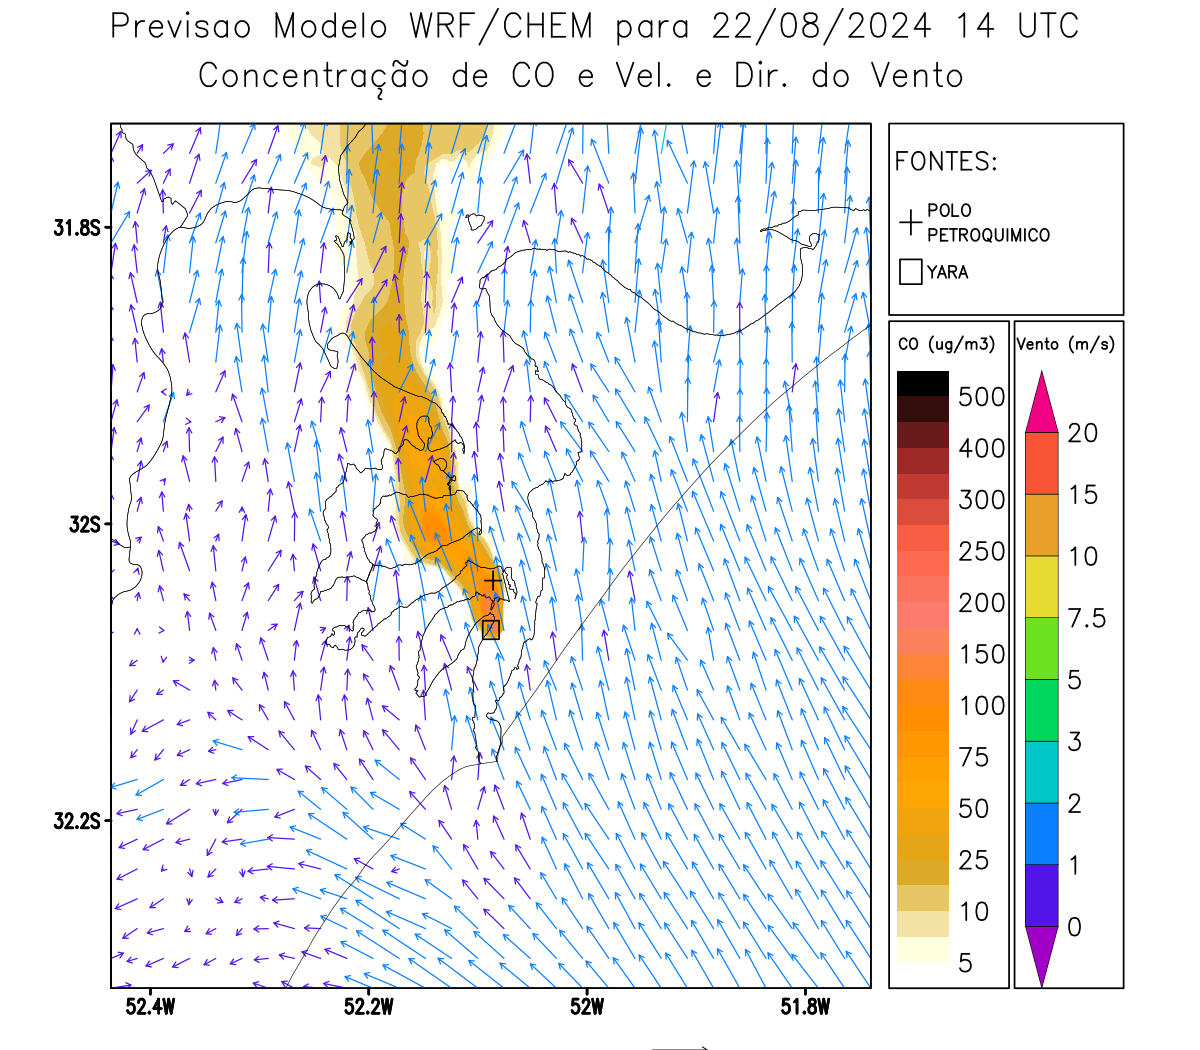 Previsao Modelo WRF/CHEM para 22/08/2024 14 UTC
Concentração de CO e Vel. e Dir. do Vento
FONTES:
POLO
PETROQUIMICO
YARA
31.8S
32S
32.2S
52.4W
52.2W
52W
51.8W
CO (ug/m3)
500
400
300
250
200
150
100
75
50
25
10
5
Vento (m/s)
20
15
10
7.5
5
3
2
1
0